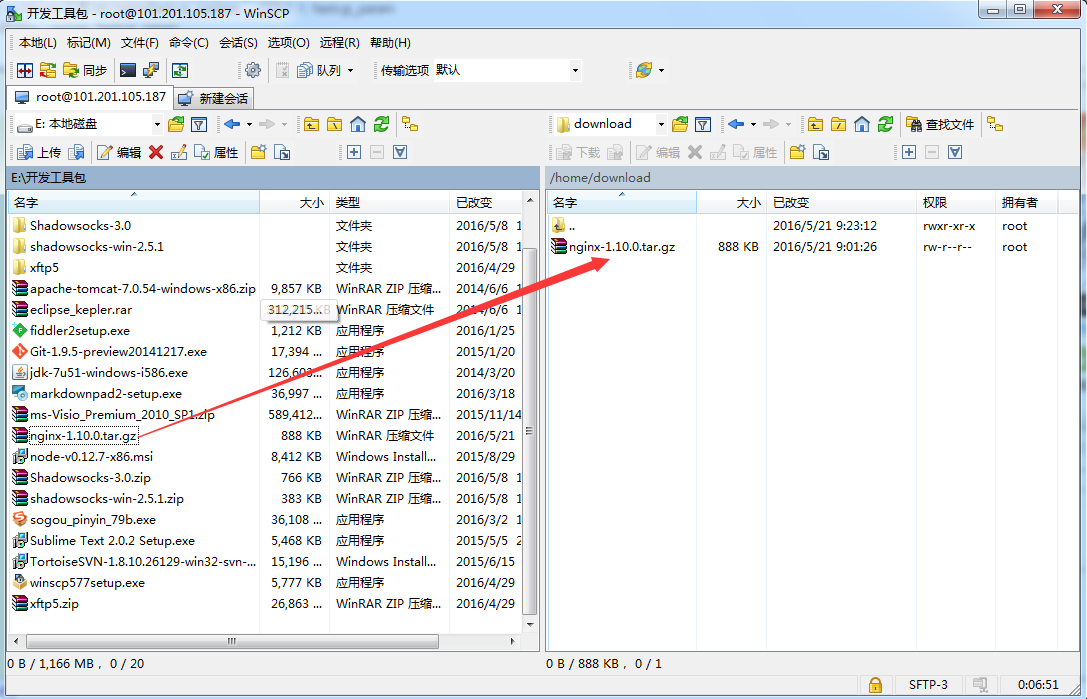 开发工具包 - root@101.201.105.187 - WinSCP
本地(L) 标记(M) 文件(F) 命令(C) 会话(S) 选项(O) 远程(R) 帮助(H)
同步 队列 传输选项 默认
root@101.201.105.187 新建会话
E: 本地磁盘 download 查找文件
上传 编辑 属性 下载 编辑 属性
E:\开发工具包 /home/download
名字 大小 类型 已改变 名字 大小 已改变 权限 拥有者
Shadowsocks-3.0 文件夹 2016/5/8 1
.. 2016/5/21 9:23:12 rwxr-xr-x root
shadowsocks-win-2.5.1 文件夹 2016/5/8 1
nginx-1.10.0.tar.gz 888 KB 2016/5/21 9:01:26 rw-r--r-- root
xftp5 文件夹 2016/4/29
apache-tomcat-7.0.54-windows-x86.zip 9,857 KB WinRAR ZIP 压缩... 2014/6/6 1
eclipse_kepler.rar 312,215... KB WinRAR 压缩文件 2014/6/6 1
fiddler2setup.exe 1,212 KB 应用程序 2016/1/25
Git-1.9.5-preview20141217.exe 17,394 ... 应用程序 2015/1/20
jdk-7u51-windows-i586.exe 126,603... 应用程序 2014/3/20
markdownpad2-setup.exe 36,997 ... 应用程序 2016/3/18
ms-Visio_Premium_2010_SP1.zip 589,412... WinRAR ZIP 压缩... 2015/11/14
nginx-1.10.0.tar.gz 888 KB WinRAR 压缩文件 2016/5/21
node-v0.12.7-x86.msi 8,412 KB Windows Install... 2015/8/29
Shadowsocks-3.0.zip 766 KB WinRAR ZIP 压缩... 2016/5/8 1
shadowsocks-win-2.5.1.zip 383 KB WinRAR ZIP 压缩... 2016/5/8 1
sogou_pinyin_79b.exe 36,108 ... 应用程序 2016/3/2 1
Sublime Text 2.0.2 Setup.exe 5,468 KB 应用程序 2015/5/5 2
TortoiseSVN-1.8.10.26129-win32-svn-... 15,196 ... Windows Install... 2015/6/15
winscp577setup.exe 5,777 KB 应用程序 2016/4/29
xftp5.zip 26,863 ... WinRAR ZIP 压缩... 2016/4/29
0 B / 1,166 MB , 0 / 20 0 B / 888 KB , 0 / 1
SFTP-3 0:06:51